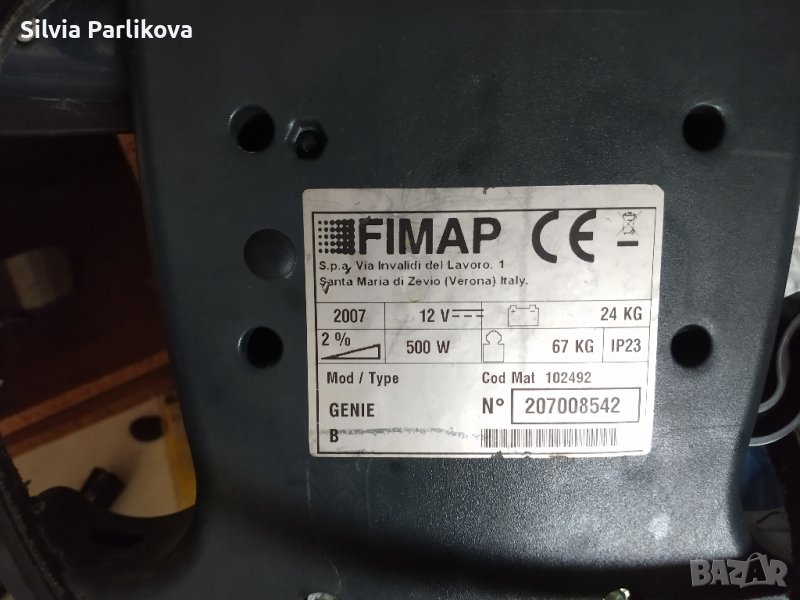 Silvia Parlikova
FIMAP CE
S.p.a. Via Invalidi del Lavoro. 1
Santa Maria di Zevio (Verona) Italy.
2007 12 V 24 KG
2 % 500 W 67 KG IP23
Mod / Type Cod Mat 102492
GENIE N° 207008542
B
BAZAR